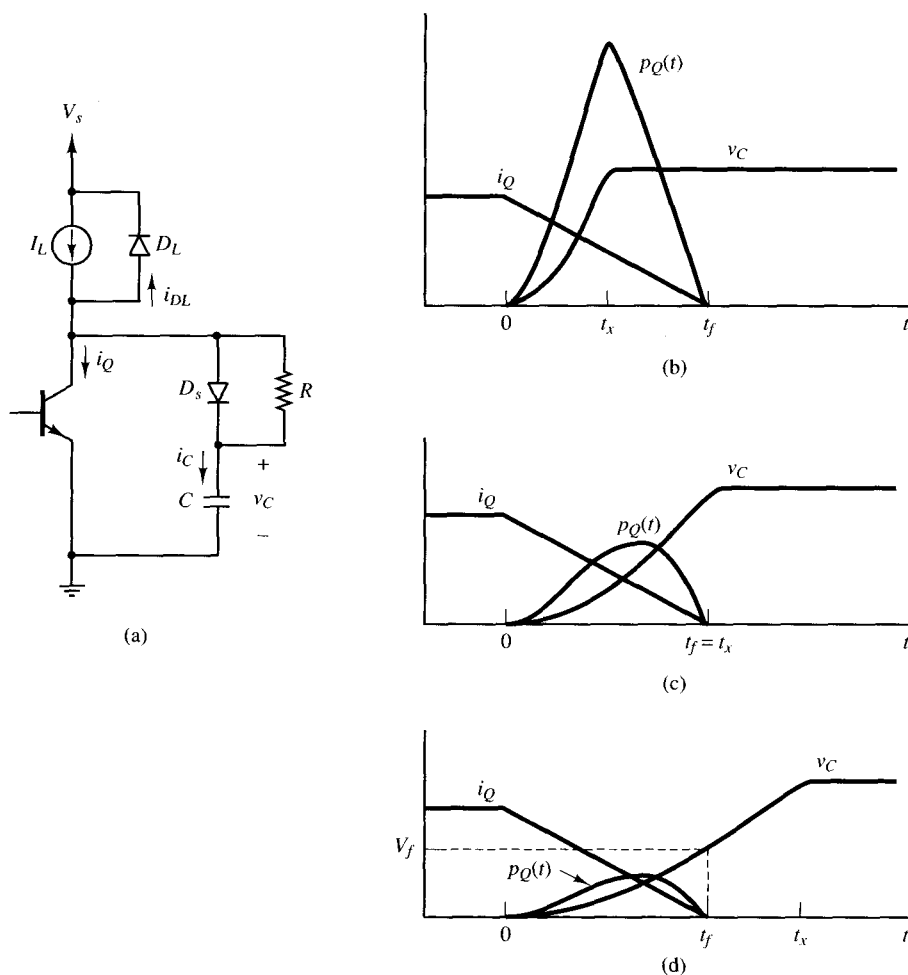 V_s
I_L
D_L
i_DL
i_Q
D_s
R
i_C
+
C
v_C
–
(a)
p_Q(t)
v_C
i_Q
0
t_x
t_f
t
(b)
v_C
i_Q
p_Q(t)
0
t_f = t_x
t
(c)
v_C
i_Q
V_f
p_Q(t)
0
t_f
t_x
t
(d)